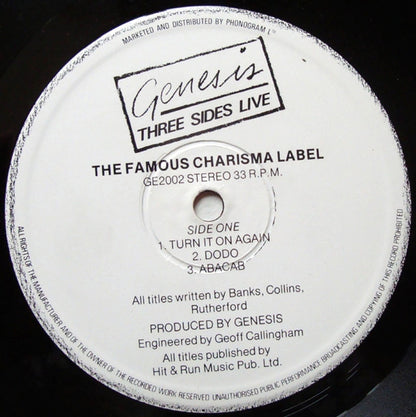 MARKETED AND DISTRIBUTED BY PHONOGRAM LTD
Genesis
THREE SIDES LIVE
THE FAMOUS CHARISMA LABEL
GE2002 STEREO 33 R.P.M.
SIDE ONE
1. TURN IT ON AGAIN
2. DODO
3. ABACAB
All titles written by Banks, Collins,
Rutherford
PRODUCED BY GENESIS
Engineered by Geoff Callingham
All titles published by
Hit & Run Music Pub. Ltd.
ALL RIGHTS OF THE MANUFACTURER AND OF THE OWNER OF THE RECORDED WORK RESERVED UNAUTHORISED PUBLIC PERFORMANCE BROADCASTING AND COPYING OF THIS RECORD PROHIBITED